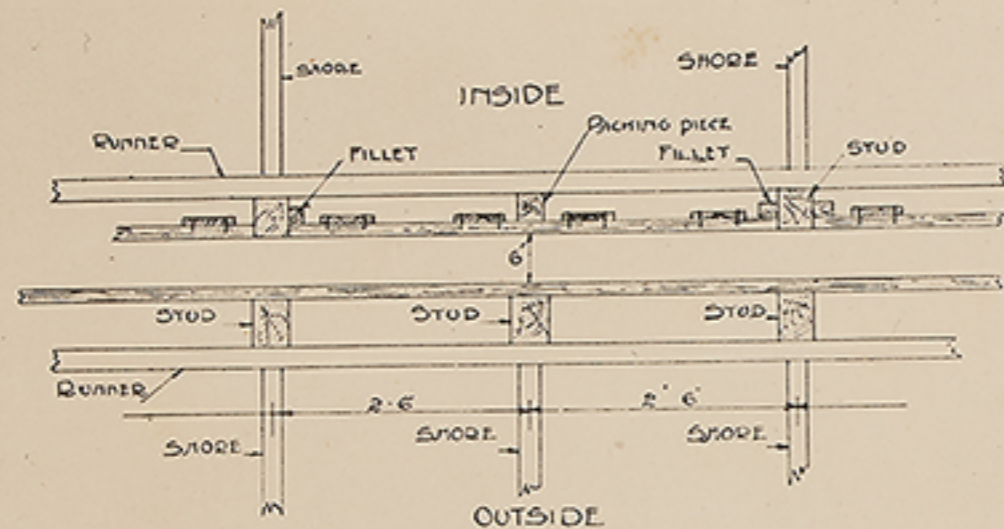 SHORE
SHORE
INSIDE
PACKING PIECE
RUNNER
FILLET
FILLET
STUD
6"
STUD
STUD
STUD
RUNNER
2-6
2' 6"
SHORE
SHORE
SHORE
OUTSIDE